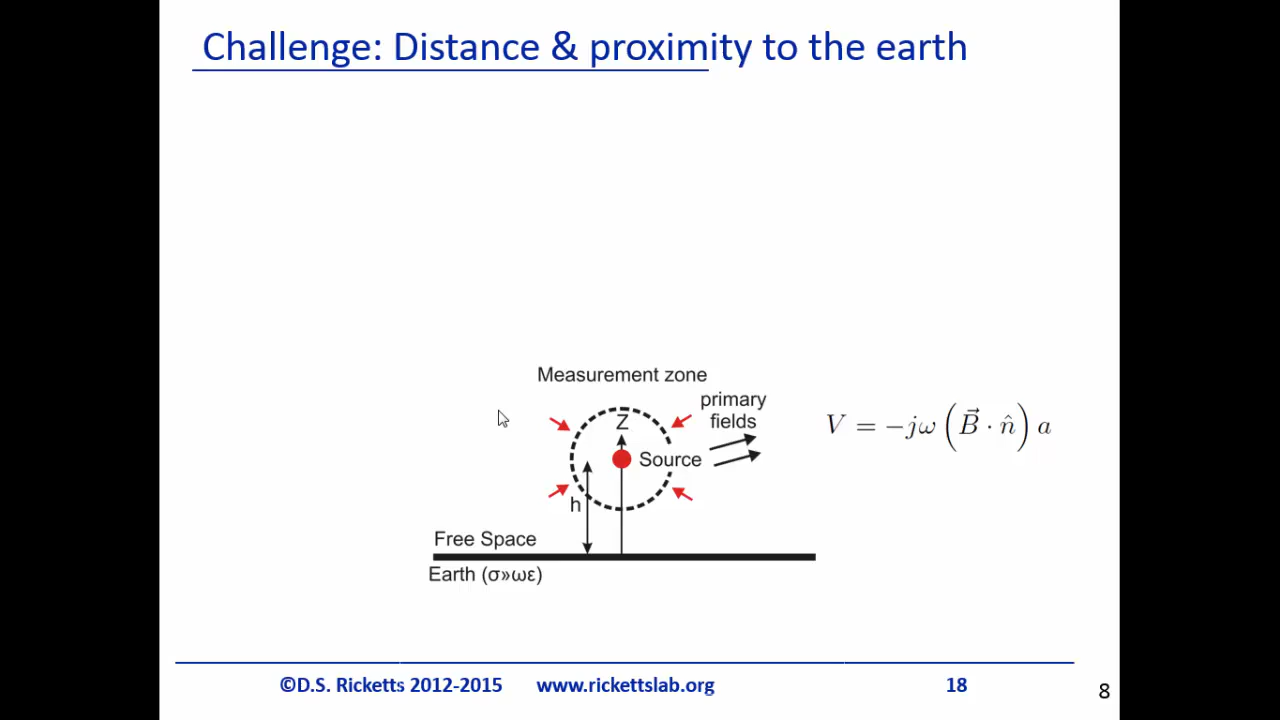 Challenge: Distance & proximity to the earth
Measurement zone
primary
fields
Z
Source
h
V = −jω (B⃗ · n̂) a
Free Space
Earth (σ»ωε)
©D.S. Ricketts 2012-2015 www.rickettslab.org 18
8